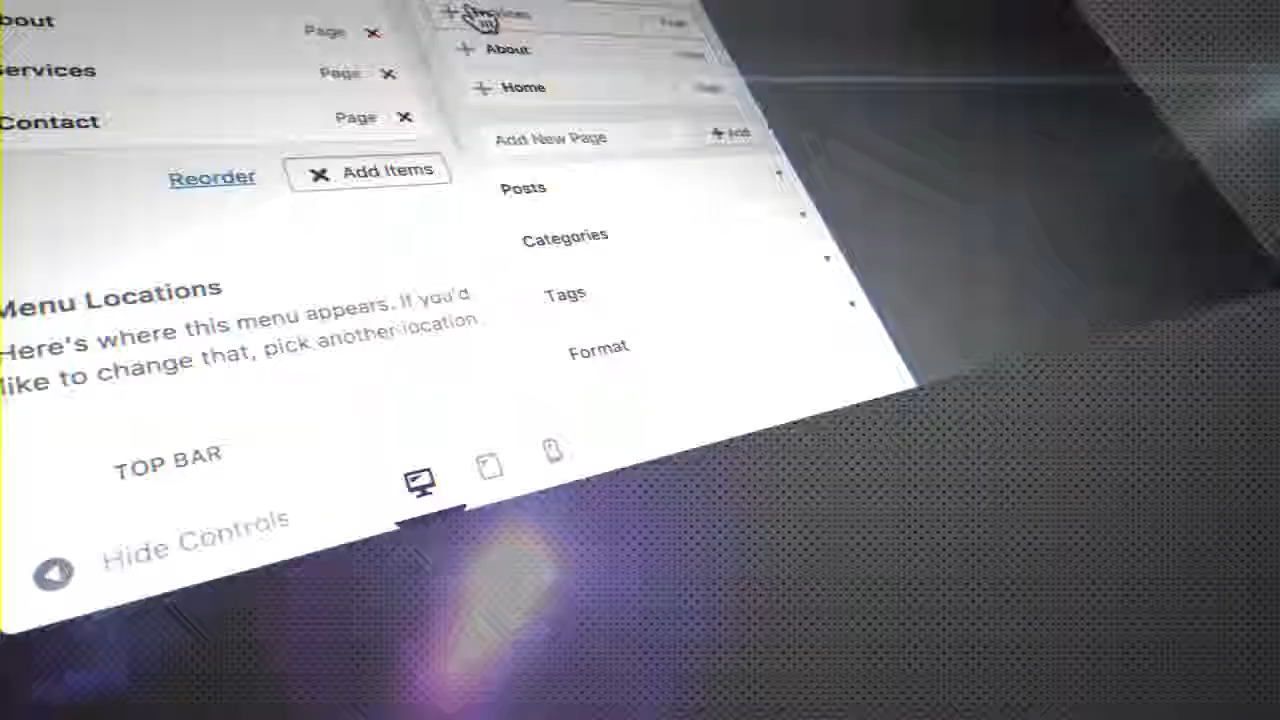 bout
Page
ervices
Page
Contact
Page
Reorder
Add Items
Menu Locations
Here's where this menu appears. If you'd
like to change that, pick another location
TOP BAR
Hide Controls
Services
About
Home
Add New Page
Add
Posts
Categories
Tags
Format